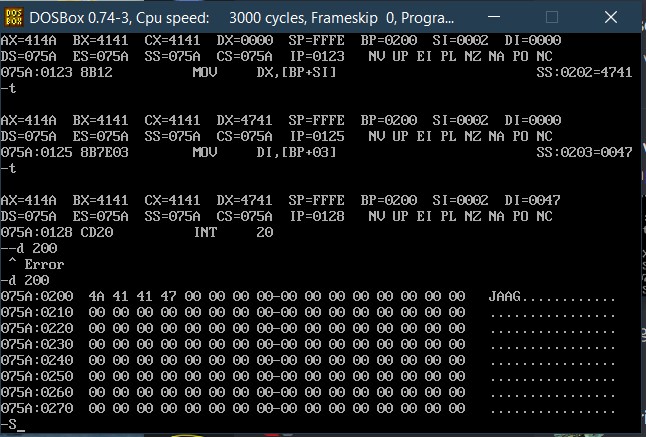 DOSBox 0.74-3, Cpu speed:    3000 cycles, Frameskip  0, Progra...
AX=414A  BX=4141  CX=4141  DX=0000  SP=FFFE  BP=0200  SI=0002  DI=0000
DS=075A  ES=075A  SS=075A  CS=075A  IP=0123   NV UP EI PL NZ NA PO NC
075A:0123 8B12          MOV     DX,[BP+SI]                         SS:0202=4741
-t
AX=414A  BX=4141  CX=4141  DX=4741  SP=FFFE  BP=0200  SI=0002  DI=0000
DS=075A  ES=075A  SS=075A  CS=075A  IP=0125   NV UP EI PL NZ NA PO NC
075A:0125 8B7E03        MOV     DI,[BP+03]                         SS:0203=0047
-t
AX=414A  BX=4141  CX=4141  DX=4741  SP=FFFE  BP=0200  SI=0002  DI=0047
DS=075A  ES=075A  SS=075A  CS=075A  IP=0128   NV UP EI PL NZ NA PO NC
075A:0128 CD20          INT     20
--d 200
 ^ Error
-d 200
075A:0200  4A 41 41 47 00 00 00 00-00 00 00 00 00 00 00 00   JAAG............
075A:0210  00 00 00 00 00 00 00 00-00 00 00 00 00 00 00 00   ................
075A:0220  00 00 00 00 00 00 00 00-00 00 00 00 00 00 00 00   ................
075A:0230  00 00 00 00 00 00 00 00-00 00 00 00 00 00 00 00   ................
075A:0240  00 00 00 00 00 00 00 00-00 00 00 00 00 00 00 00   ................
075A:0250  00 00 00 00 00 00 00 00-00 00 00 00 00 00 00 00   ................
075A:0260  00 00 00 00 00 00 00 00-00 00 00 00 00 00 00 00   ................
075A:0270  00 00 00 00 00 00 00 00-00 00 00 00 00 00 00 00   ................
-S_